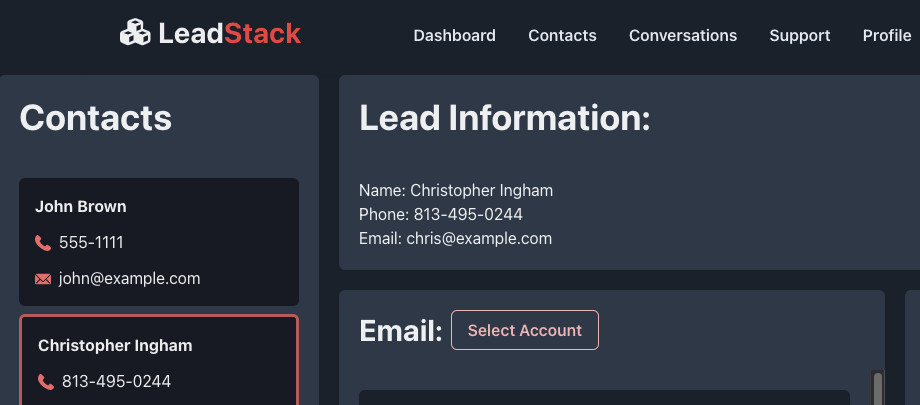 LeadStack
Dashboard Contacts Conversations Support Profile
Contacts
John Brown
555-1111
john@example.com
Christopher Ingham
813-495-0244
Lead Information:
Name: Christopher Ingham
Phone: 813-495-0244
Email: chris@example.com
Email: Select Account